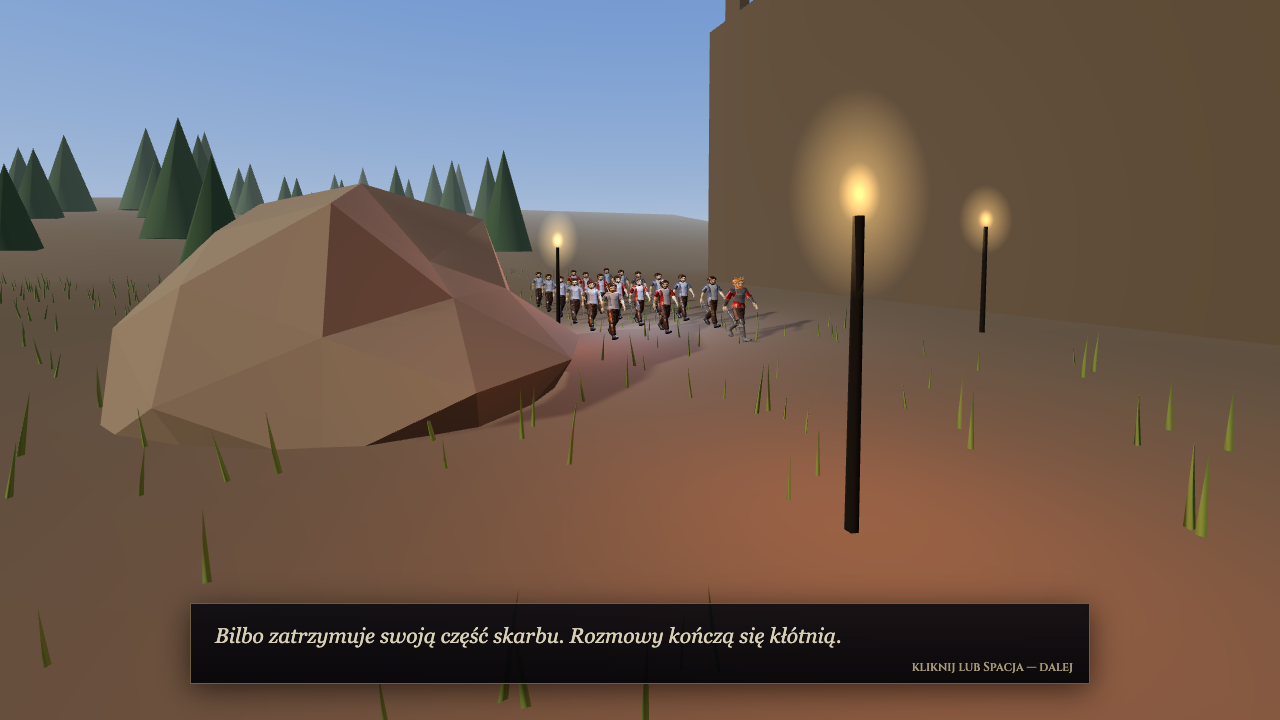 Bilbo zatrzymuje swoją część skarbu. Rozmowy kończą się kłótnią.
KLIKNIJ LUB SPACJA — DALEJ